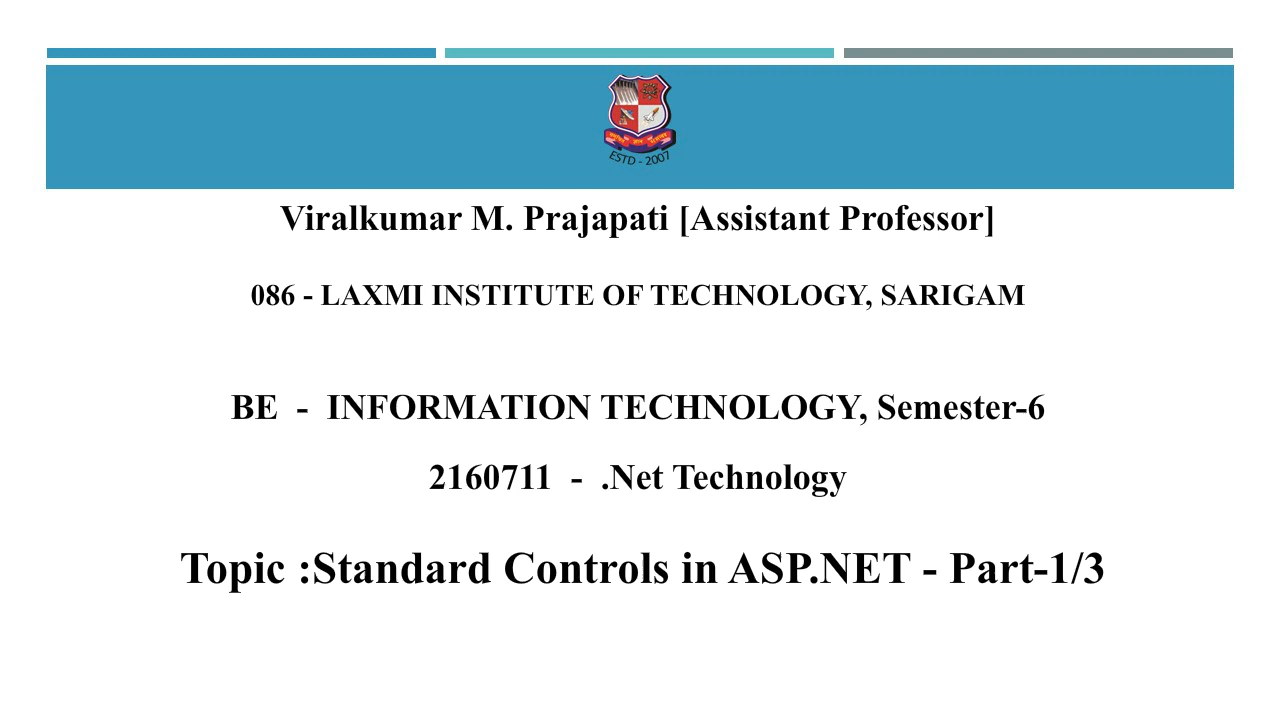 ESTD - 2007
Viralkumar M. Prajapati [Assistant Professor]
086 - LAXMI INSTITUTE OF TECHNOLOGY, SARIGAM
BE - INFORMATION TECHNOLOGY, Semester-6
2160711 - .Net Technology
Topic :Standard Controls in ASP.NET - Part-1/3